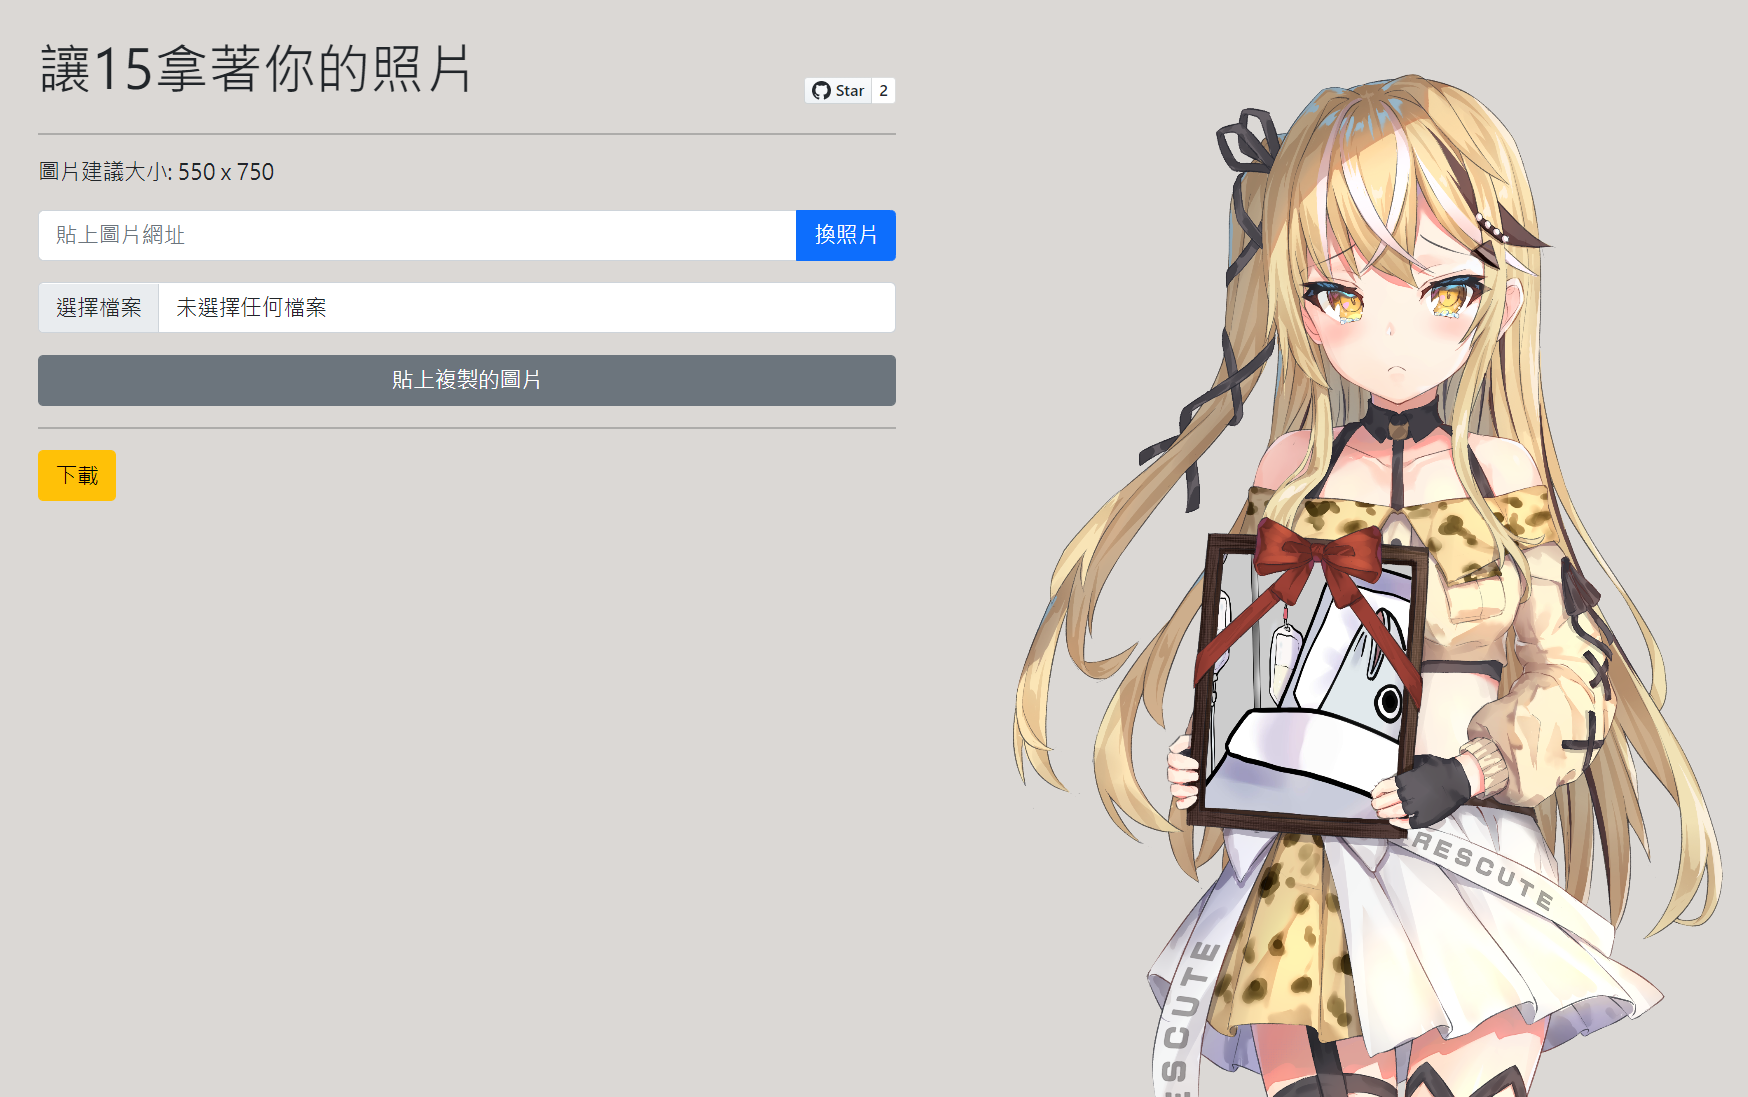 讓15拿著你的照片
Star 2
圖片建議大小: 550 x 750
貼上圖片網址 換照片
選擇檔案 未選擇任何檔案
貼上複製的圖片
下載
RESCUTE
ESCUTE